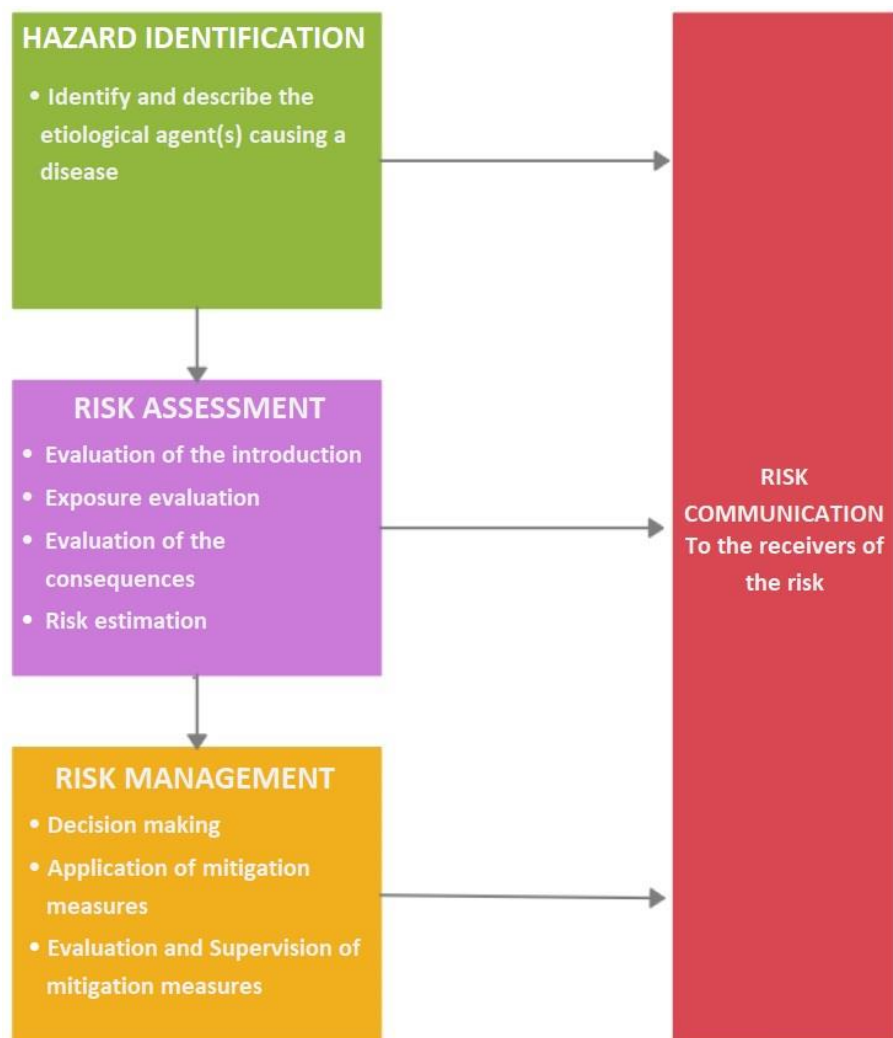 HAZARD IDENTIFICATION
• Identify and describe the
etiological agent(s) causing a
disease
RISK ASSESSMENT
• Evaluation of the introduction
• Exposure evaluation
• Evaluation of the
consequences
• Risk estimation
RISK MANAGEMENT
• Decision making
• Application of mitigation
measures
• Evaluation and Supervision of
mitigation measures
RISK
COMMUNICATION
To the receivers of
the risk